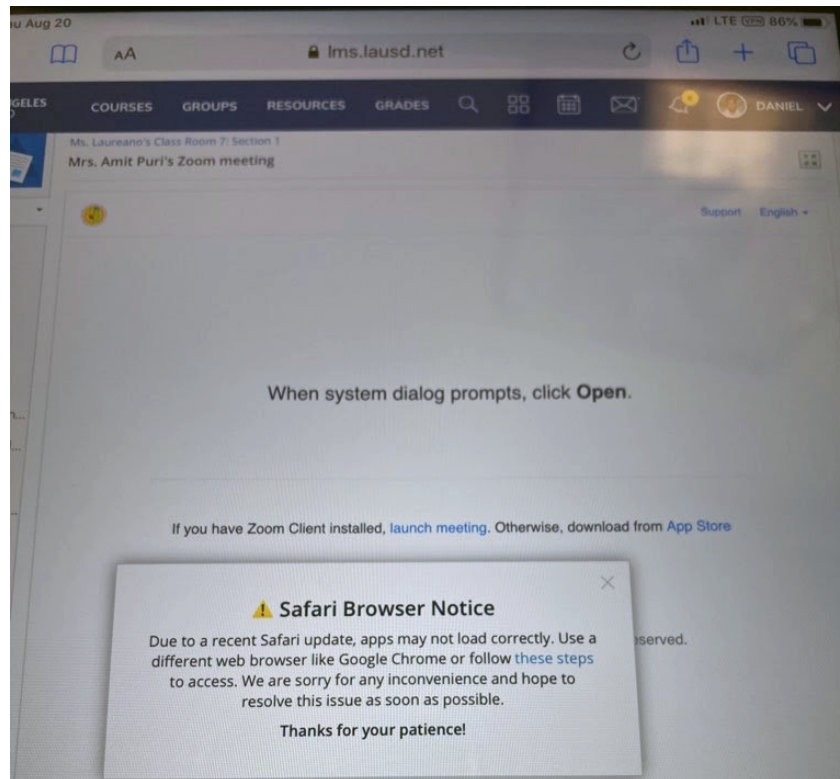 u Aug 20
LTE VPN 86%
AA
lms.lausd.net
GELES
COURSES
GROUPS
RESOURCES
GRADES
DANIEL
Ms. Laureano's Class Room 7: Section 1
Mrs. Amit Puri's Zoom meeting
Support
English
When system dialog prompts, click Open.
If you have Zoom Client installed, launch meeting. Otherwise, download from App Store
Safari Browser Notice
Due to a recent Safari update, apps may not load correctly. Use a
different web browser like Google Chrome or follow these steps
to access. We are sorry for any inconvenience and hope to
resolve this issue as soon as possible.
Thanks for your patience!
served.